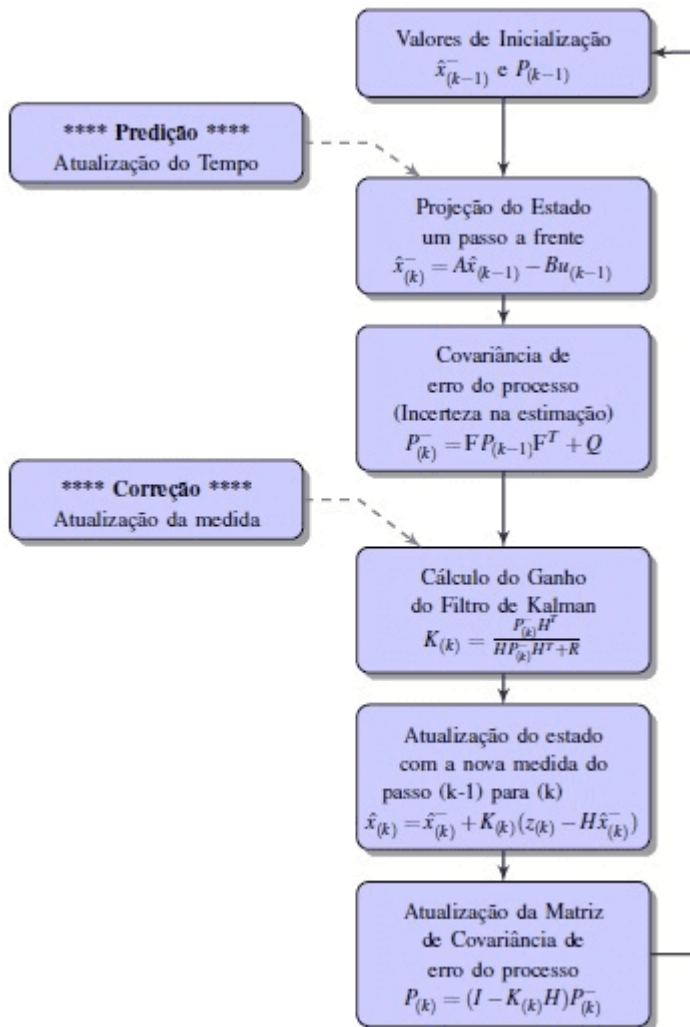 Valores de Inicialização
x̂⁻₍ₖ₋₁₎ e P₍ₖ₋₁₎
**** Predição ****
Atualização do Tempo
Projeção do Estado
um passo a frente
x̂⁻₍ₖ₎ = Ax̂₍ₖ₋₁₎ − Bu₍ₖ₋₁₎
Covariância de
erro do processo
(Incerteza na estimação)
P⁻₍ₖ₎ = FP₍ₖ₋₁₎Fᵀ + Q
**** Correção ****
Atualização da medida
Cálculo do Ganho
do Filtro de Kalman
K₍ₖ₎ = P⁻₍ₖ₎Hᵀ / HP⁻₍ₖ₎Hᵀ+R
Atualização do estado
com a nova medida do
passo (k-1) para (k)
x̂₍ₖ₎ = x̂⁻₍ₖ₎ + K₍ₖ₎(z₍ₖ₎ − Hx̂⁻₍ₖ₎)
Atualização da Matriz
de Covariância de
erro do processo
P₍ₖ₎ = (I − K₍ₖ₎H)P⁻₍ₖ₎